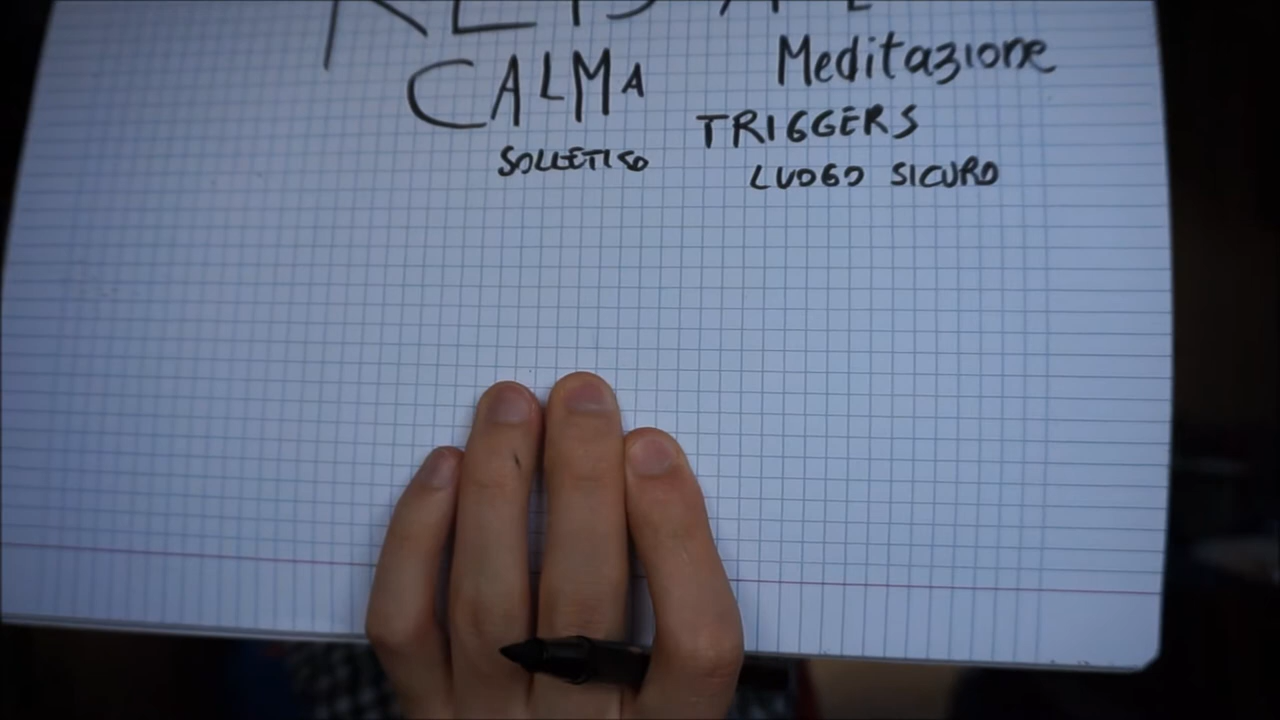 CALMA
Meditazione
TRIGGERS
SOLLETICO
LUOGO SICURO